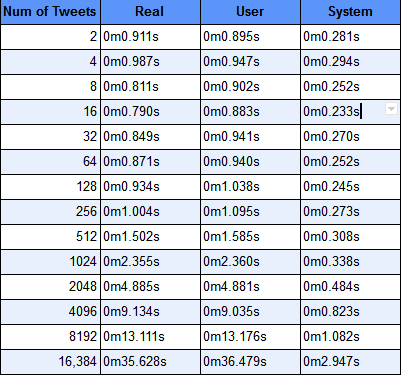 Num of Tweets Real User System
2 0m0.911s 0m0.895s 0m0.281s
4 0m0.987s 0m0.947s 0m0.294s
8 0m0.811s 0m0.902s 0m0.252s
16 0m0.790s 0m0.883s 0m0.233s
32 0m0.849s 0m0.941s 0m0.270s
64 0m0.871s 0m0.940s 0m0.252s
128 0m0.934s 0m1.038s 0m0.245s
256 0m1.004s 0m1.095s 0m0.273s
512 0m1.502s 0m1.585s 0m0.308s
1024 0m2.355s 0m2.360s 0m0.338s
2048 0m4.885s 0m4.881s 0m0.484s
4096 0m9.134s 0m9.035s 0m0.823s
8192 0m13.111s 0m13.176s 0m1.082s
16,384 0m35.628s 0m36.479s 0m2.947s